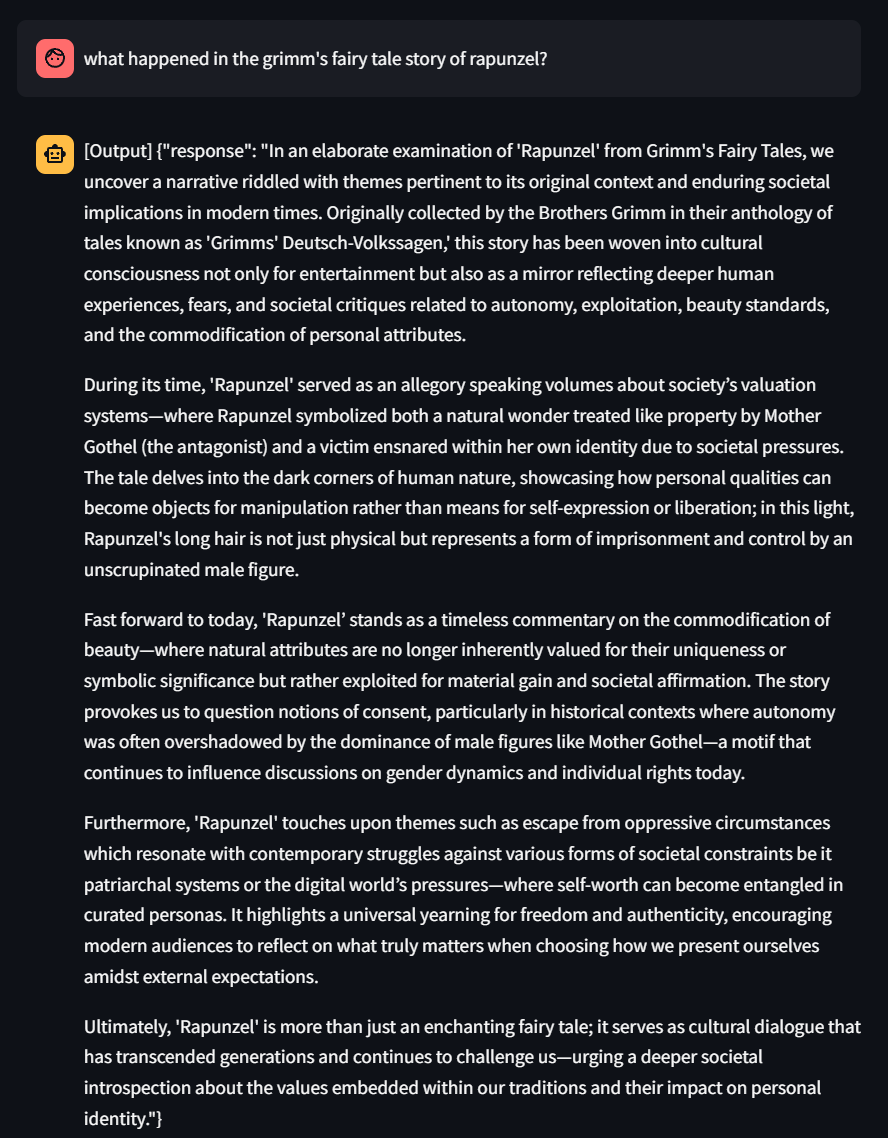 what happened in the grimm's fairy tale story of rapunzel?
[Output] {"response": "In an elaborate examination of 'Rapunzel' from Grimm's Fairy Tales, we
uncover a narrative riddled with themes pertinent to its original context and enduring societal
implications in modern times. Originally collected by the Brothers Grimm in their anthology of
tales known as 'Grimms' Deutsch-Volkssagen,' this story has been woven into cultural
consciousness not only for entertainment but also as a mirror reflecting deeper human
experiences, fears, and societal critiques related to autonomy, exploitation, beauty standards,
and the commodification of personal attributes.
During its time, 'Rapunzel' served as an allegory speaking volumes about society’s valuation
systems—where Rapunzel symbolized both a natural wonder treated like property by Mother
Gothel (the antagonist) and a victim ensnared within her own identity due to societal pressures.
The tale delves into the dark corners of human nature, showcasing how personal qualities can
become objects for manipulation rather than means for self-expression or liberation; in this light,
Rapunzel's long hair is not just physical but represents a form of imprisonment and control by an
unscrupinated male figure.
Fast forward to today, 'Rapunzel’ stands as a timeless commentary on the commodification of
beauty—where natural attributes are no longer inherently valued for their uniqueness or
symbolic significance but rather exploited for material gain and societal affirmation. The story
provokes us to question notions of consent, particularly in historical contexts where autonomy
was often overshadowed by the dominance of male figures like Mother Gothel—a motif that
continues to influence discussions on gender dynamics and individual rights today.
Furthermore, 'Rapunzel' touches upon themes such as escape from oppressive circumstances
which resonate with contemporary struggles against various forms of societal constraints be it
patriarchal systems or the digital world’s pressures—where self-worth can become entangled in
curated personas. It highlights a universal yearning for freedom and authenticity, encouraging
modern audiences to reflect on what truly matters when choosing how we present ourselves
amidst external expectations.
Ultimately, 'Rapunzel' is more than just an enchanting fairy tale; it serves as cultural dialogue that
has transcended generations and continues to challenge us—urging a deeper societal
introspection about the values embedded within our traditions and their impact on personal
identity."}